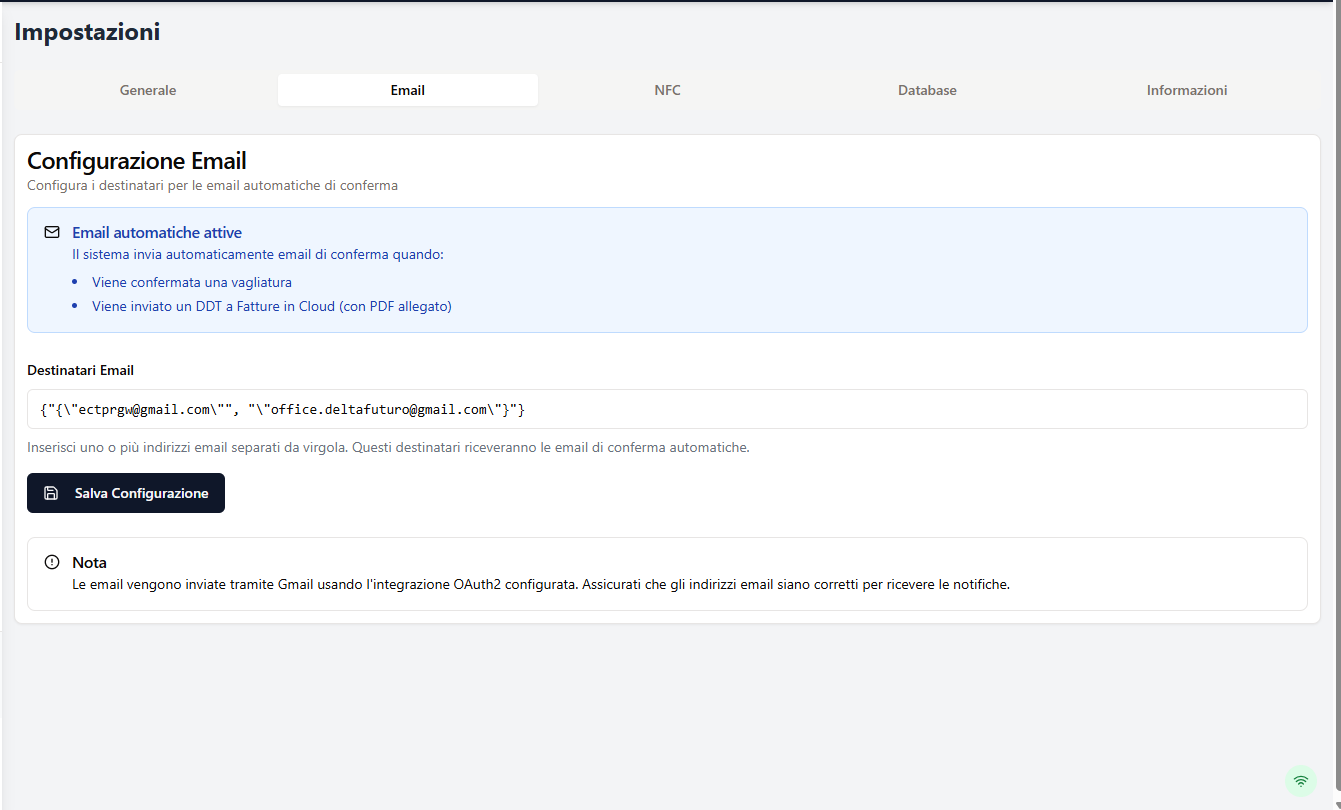 Impostazioni
Generale
Email
NFC
Database
Informazioni
Configurazione Email
Configura i destinatari per le email automatiche di conferma
Email automatiche attive
Il sistema invia automaticamente email di conferma quando:
• Viene confermata una vagliatura
• Viene inviato un DDT a Fatture in Cloud (con PDF allegato)
Destinatari Email
{"{\"ectprgw@gmail.com\"", "\"office.deltafuturo@gmail.com\"}"}
Inserisci uno o più indirizzi email separati da virgola. Questi destinatari riceveranno le email di conferma automatiche.
Salva Configurazione
Nota
Le email vengono inviate tramite Gmail usando l'integrazione OAuth2 configurata. Assicurati che gli indirizzi email siano corretti per ricevere le notifiche.